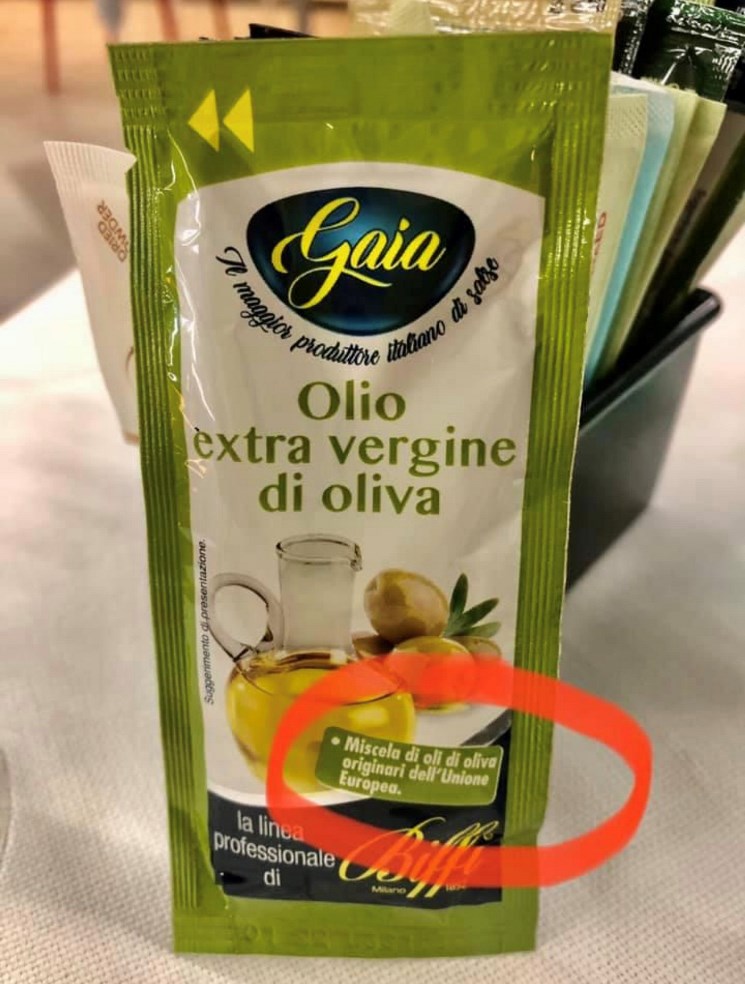 Gaia
Il maggior produttore italiano di salse
Olio
extra vergine
di oliva
Suggerimento di presentazione.
• Miscela di oli di oliva
originari dell'Unione
Europea.
la linea
professionale
di
Biffi
Milano
DRIED